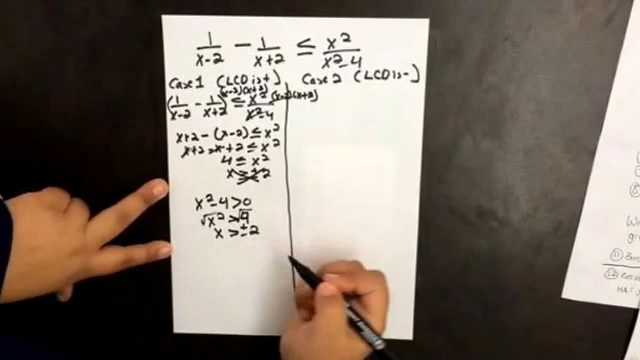 1/(x-2) - 1/(x+2) ≤ x²/(x²-4)
Case 1 (LCD is +)
Case 2 (LCD is -)
(x-2)(x+2) (1/(x-2) - 1/(x+2)) ≤ x²/(x²-4) (x-2)(x+2)
x+2 - (x-2) ≤ x²
x+2 - x + 2 ≤ x²
4 ≤ x²
x²-4 > 0
√x² > √4
x > ±2